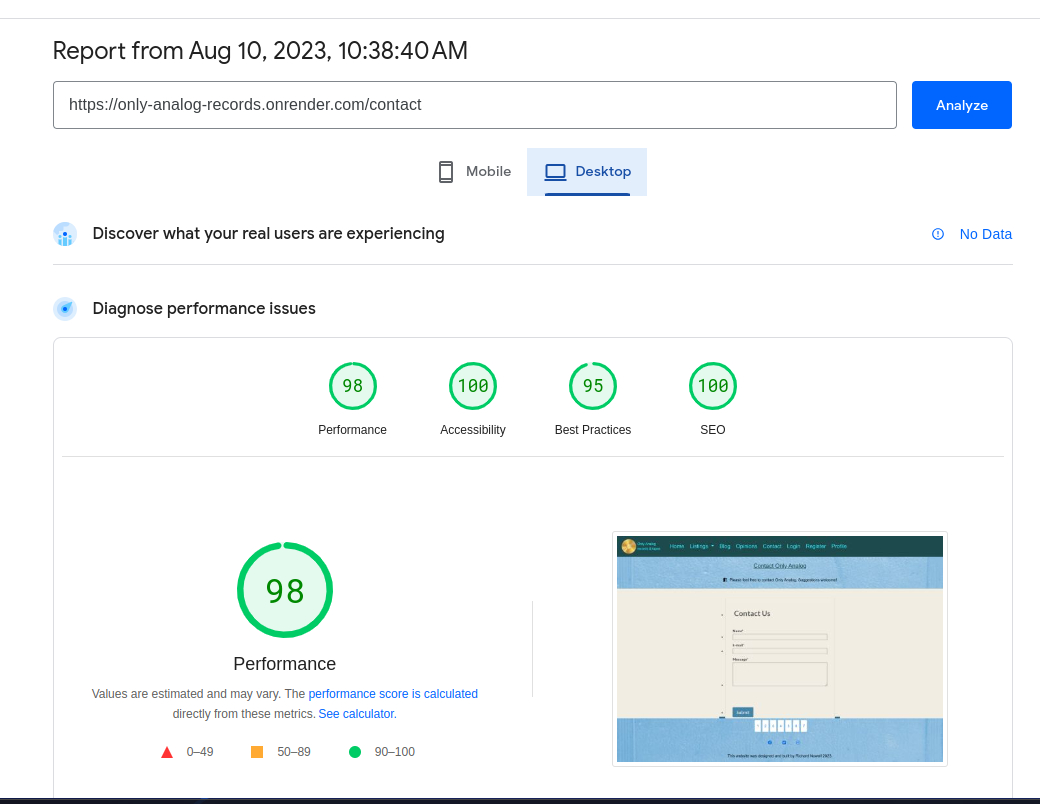 Report from Aug 10, 2023, 10:38:40 AM
https://only-analog-records.onrender.com/contact
Analyze
Mobile
Desktop
Discover what your real users are experiencing
No Data
Diagnose performance issues
98
100
95
100
Performance
Accessibility
Best Practices
SEO
98
Performance
Values are estimated and may vary. The performance score is calculated
directly from these metrics. See calculator.
0–49
50–89
90–100
Only Analog
Home Listings Blog Opinions Contact Login Register Profile
Contact Only Analog
Please feel free to contact Only Analog. Suggestions welcome!
Contact Us
Name*
E-mail*
Message*
Submit
This website was designed and built by Richard Newell 2023.